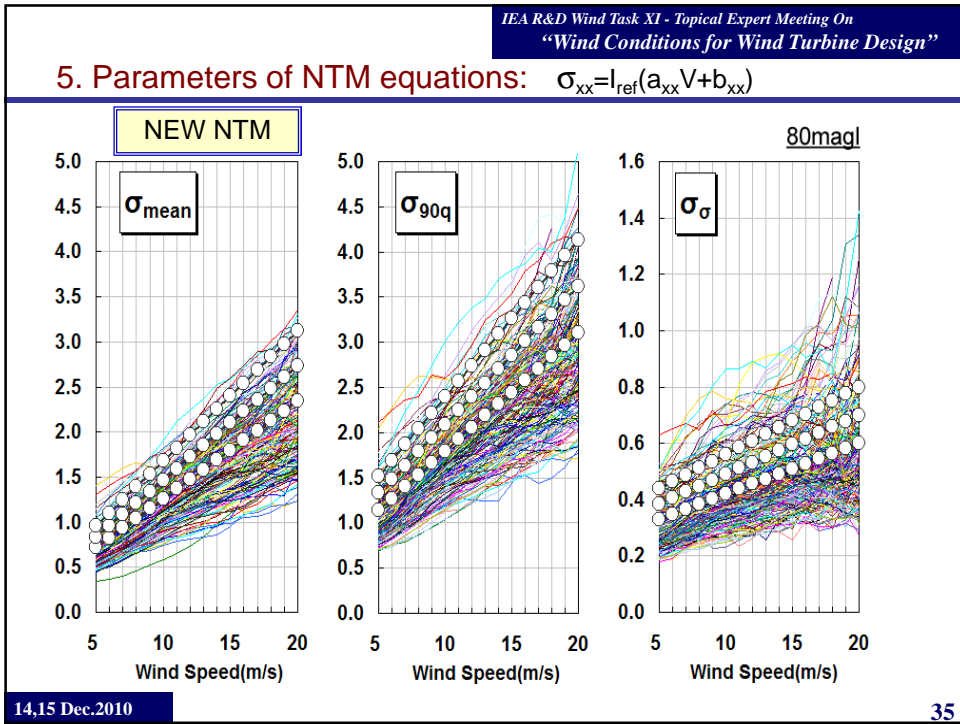 IEA R&D Wind Task XI - Topical Expert Meeting On
“Wind Conditions for Wind Turbine Design”
5. Parameters of NTM equations: σxx=Iref(axxV+bxx)
NEW NTM
80magl
5.0
4.5
4.0
3.5
3.0
2.5
2.0
1.5
1.0
0.5
0.0
σmean
5 10 15 20
Wind Speed(m/s)
5.0
4.5
4.0
3.5
3.0
2.5
2.0
1.5
1.0
0.5
0.0
σ90q
5 10 15 20
Wind Speed(m/s)
1.6
1.4
1.2
1.0
0.8
0.6
0.4
0.2
0.0
σσ
5 10 15 20
Wind Speed(m/s)
14,15 Dec.2010
35